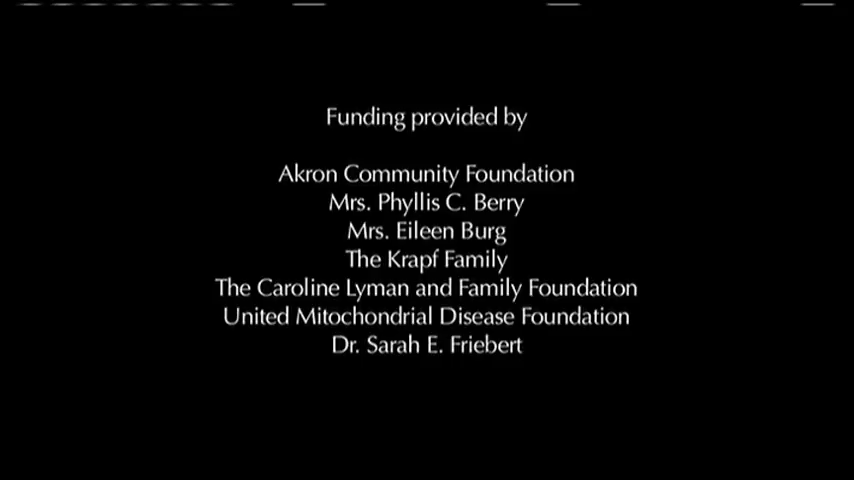 Funding provided by
Akron Community Foundation
Mrs. Phyllis C. Berry
Mrs. Eileen Burg
The Krapf Family
The Caroline Lyman and Family Foundation
United Mitochondrial Disease Foundation
Dr. Sarah E. Friebert